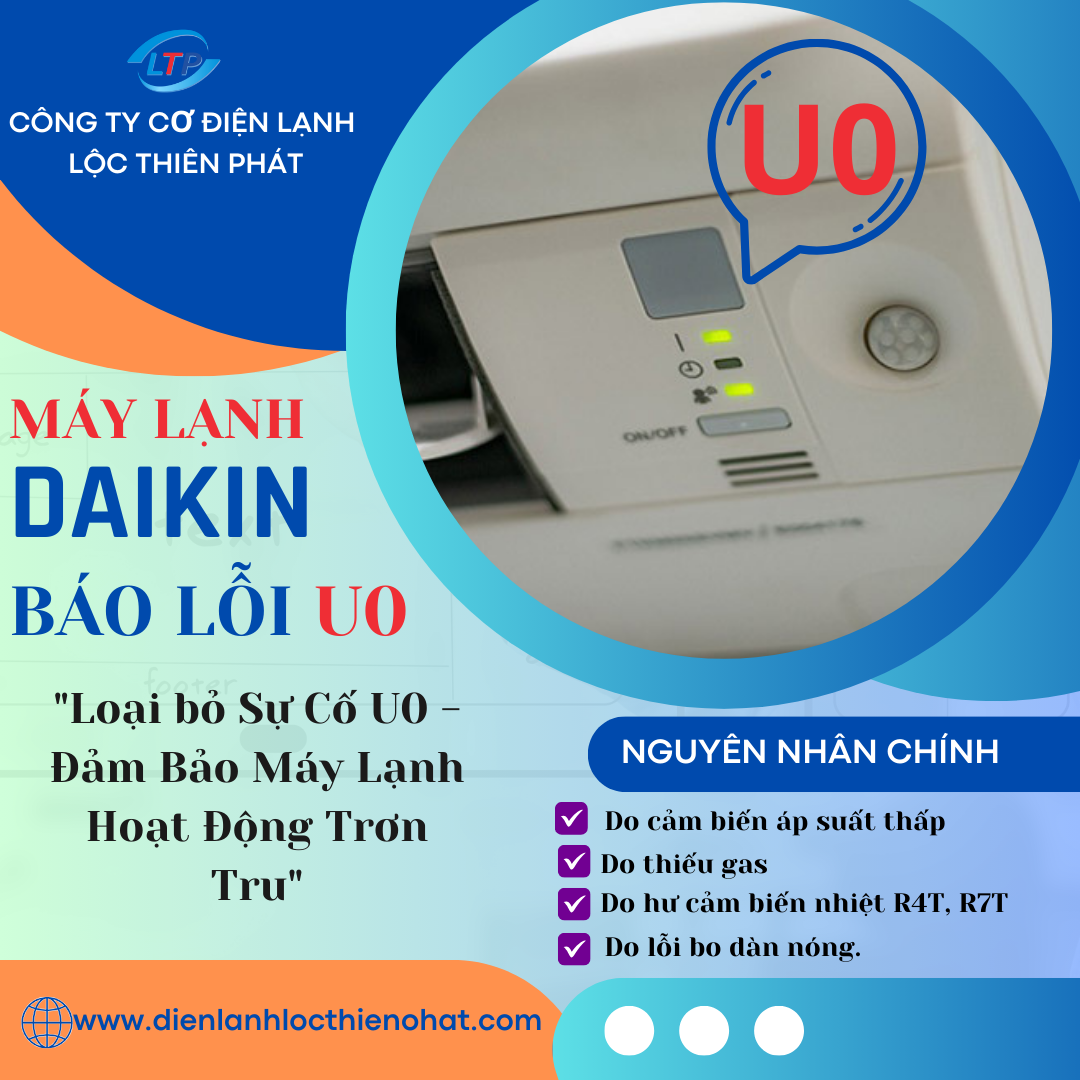 LTP
CÔNG TY CƠ ĐIỆN LẠNH
LỘC THIÊN PHÁT
U0
ON/OFF
MÁY LẠNH
DAIKIN
BÁO LỖI U0
"Loại bỏ Sự Cố U0 –
Đảm Bảo Máy Lạnh
Hoạt Động Trơn
Tru"
NGUYÊN NHÂN CHÍNH
Do cảm biến áp suất thấp
Do thiếu gas
Do hư cảm biến nhiệt R4T, R7T
Do lỗi bo dàn nóng.
www.dienlanhlocthienohat.com
text
footer